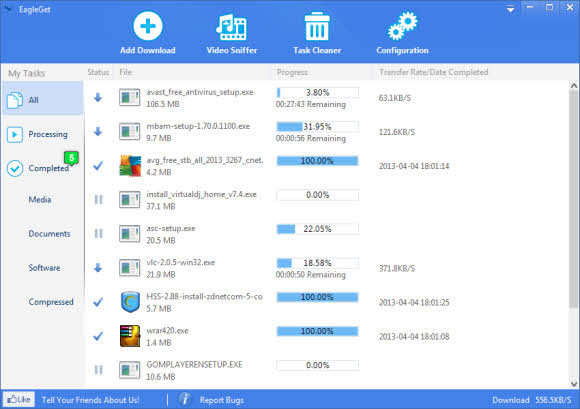 EagleGet
Add Download Video Sniffer Task Cleaner Configuration
My Tasks Status File Progress Transfer Rate/Date Completed
All
Processing
Completed 5
Media
Documents
Software
Compressed
avast_free_antivirus_setup.exe 3.80%
106.5 MB 00:27:43 Remaining 63.1KB/S
mbam-setup-1.70.0.1100.exe 31.95%
9.7 MB 00:00:56 Remaining 121.6KB/S
avg_free_stb_all_2013_3267_cnet. 100.00%
4.2 MB 2013-04-04 18:01:14
install_virtualdj_home_v7.4.exe 0.00%
37.1 MB
asc-setup.exe 22.05%
20.5 MB
vlc-2.0.5-win32.exe 18.58%
21.9 MB 00:00:50 Remaining 371.8KB/S
HSS-2.88-install-zdnetcom-5-co 100.00%
5.7 MB 2013-04-04 18:01:25
wrar420.exe 100.00%
1.4 MB 2013-04-04 18:01:08
GOMPLAYERENSETUP.EXE 0.00%
10.6 MB
Like Tell Your Friends About Us! Report Bugs Download 556.5KB/S